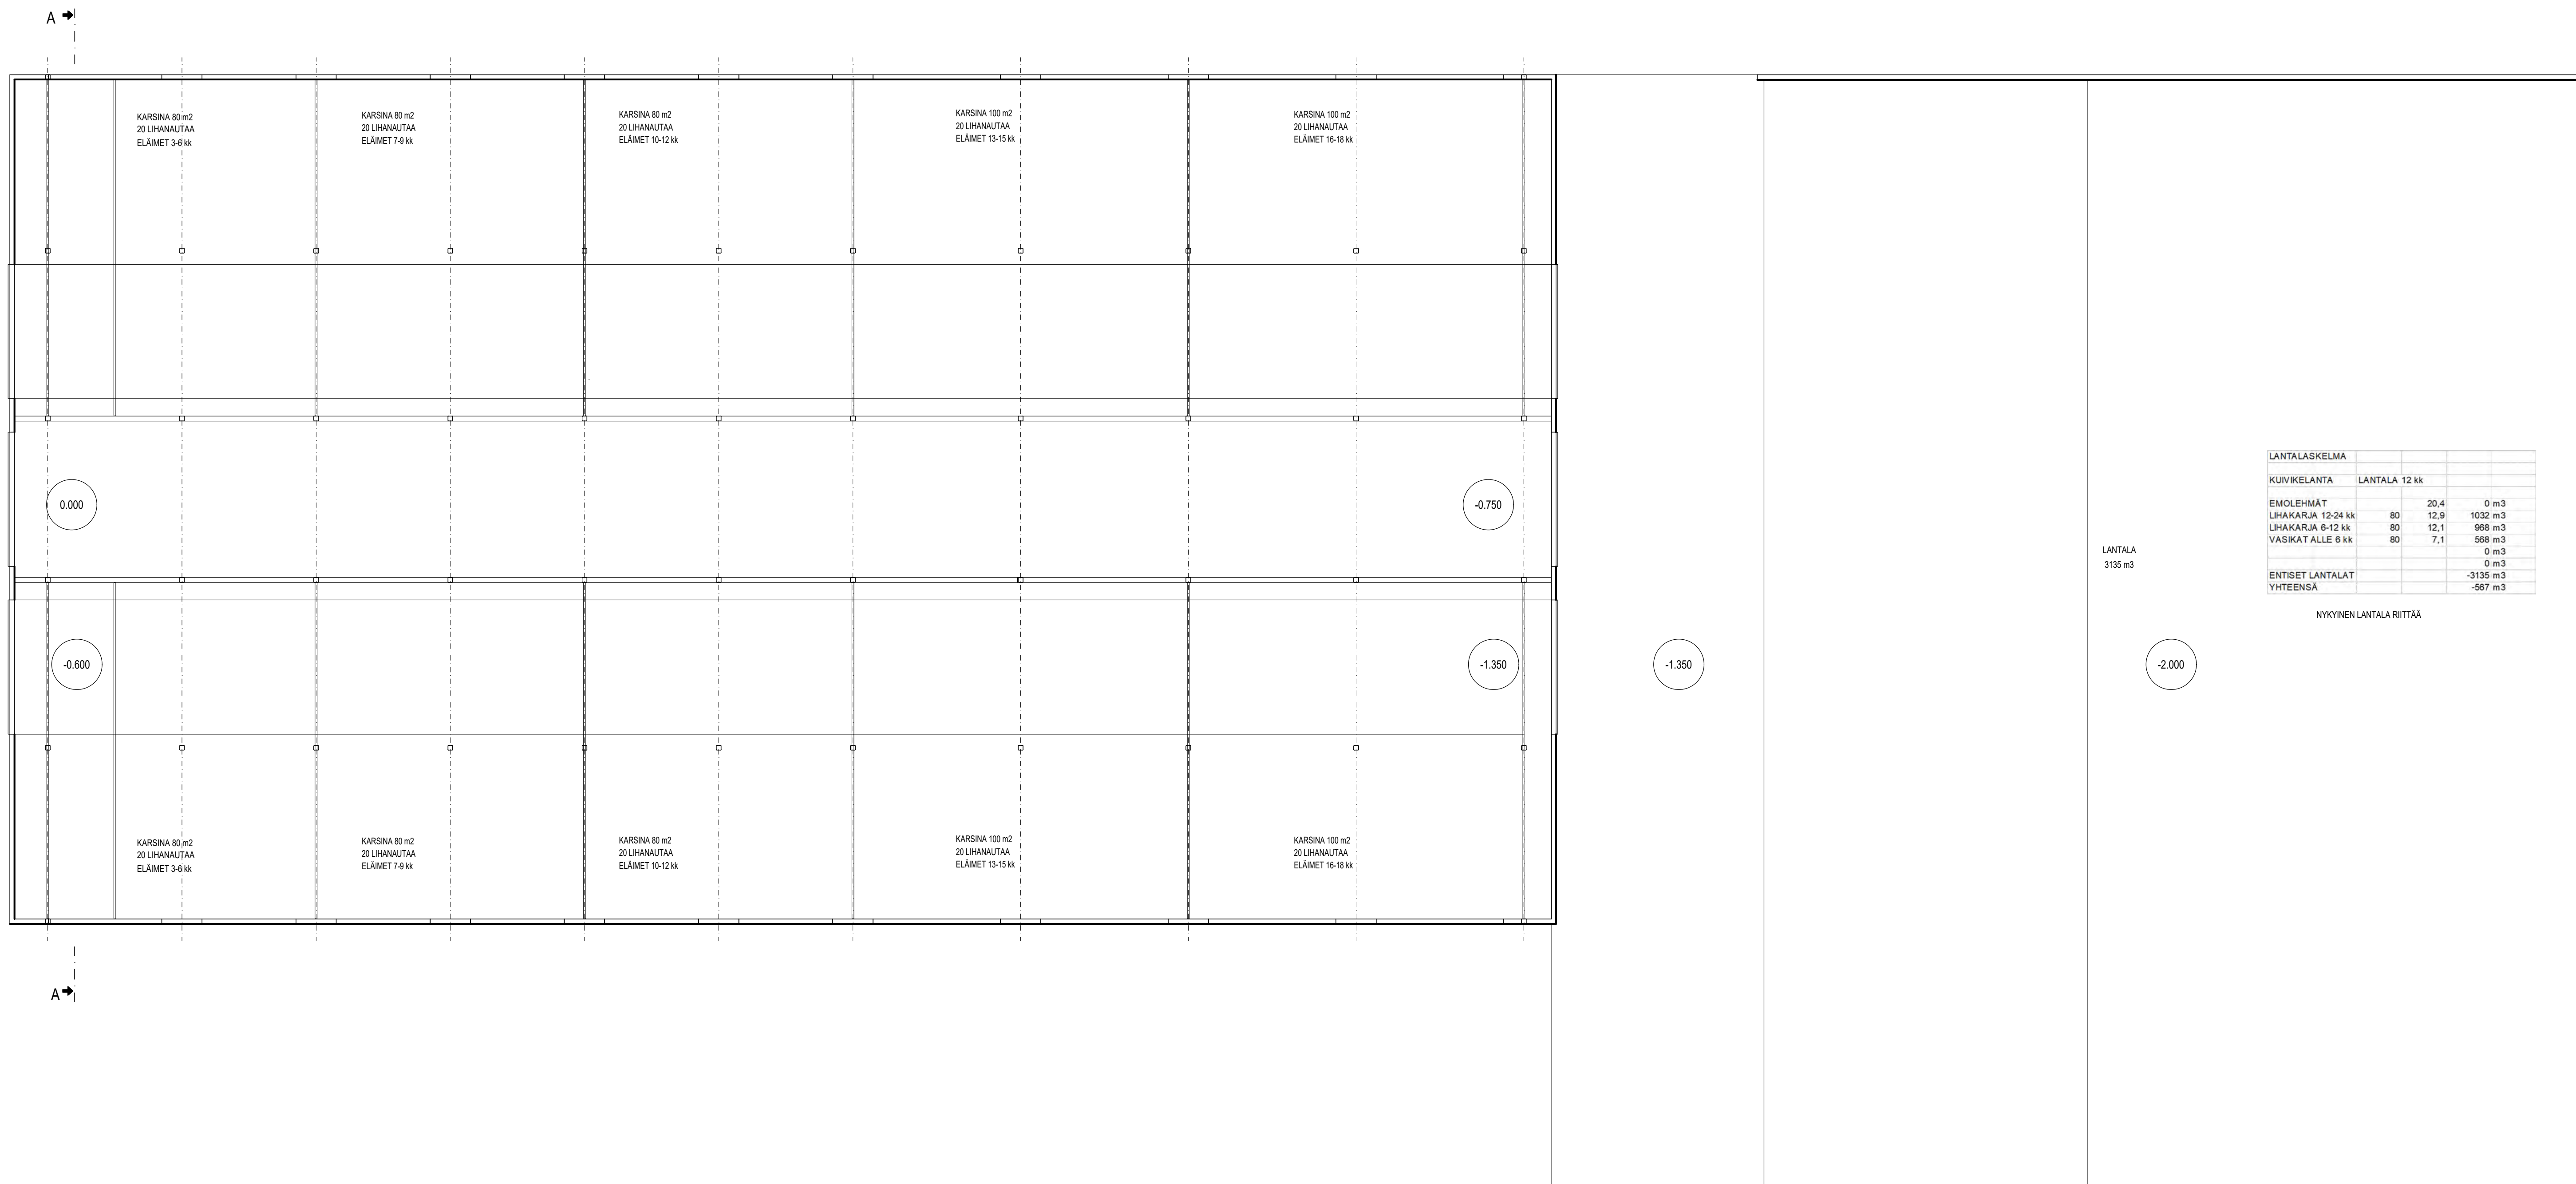 A
KARSINA 80 m2
20 LIHANAUTAA
ELÄIMET 3-6 kk
KARSINA 80 m2
20 LIHANAUTAA
ELÄIMET 7-9 kk
KARSINA 80 m2
20 LIHANAUTAA
ELÄIMET 10-12 kk
KARSINA 100 m2
20 LIHANAUTAA
ELÄIMET 13-15 kk
KARSINA 100 m2
20 LIHANAUTAA
ELÄIMET 16-18 kk
0.000
-0.750
-0.600
-1.350
-1.350
-2.000
LANTALA
3135 m3
LANTALASKELMA
KUIVIKELANTA LANTALA 12 kk
EMOLEHMÄT 20,4 0 m3
LIHAKARJA 12-24 kk 80 12,9 1032 m3
LIHAKARJA 6-12 kk 80 12,1 968 m3
VASIKAT ALLE 6 kk 80 7,1 568 m3
0 m3
0 m3
ENTISET LANTALAT -3135 m3
YHTEENSÄ -567 m3
NYKYINEN LANTALA RIITTÄÄ
KARSINA 80 m2
20 LIHANAUTAA
ELÄIMET 3-6 kk
KARSINA 80 m2
20 LIHANAUTAA
ELÄIMET 7-9 kk
KARSINA 80 m2
20 LIHANAUTAA
ELÄIMET 10-12 kk
KARSINA 100 m2
20 LIHANAUTAA
ELÄIMET 13-15 kk
KARSINA 100 m2
20 LIHANAUTAA
ELÄIMET 16-18 kk
A